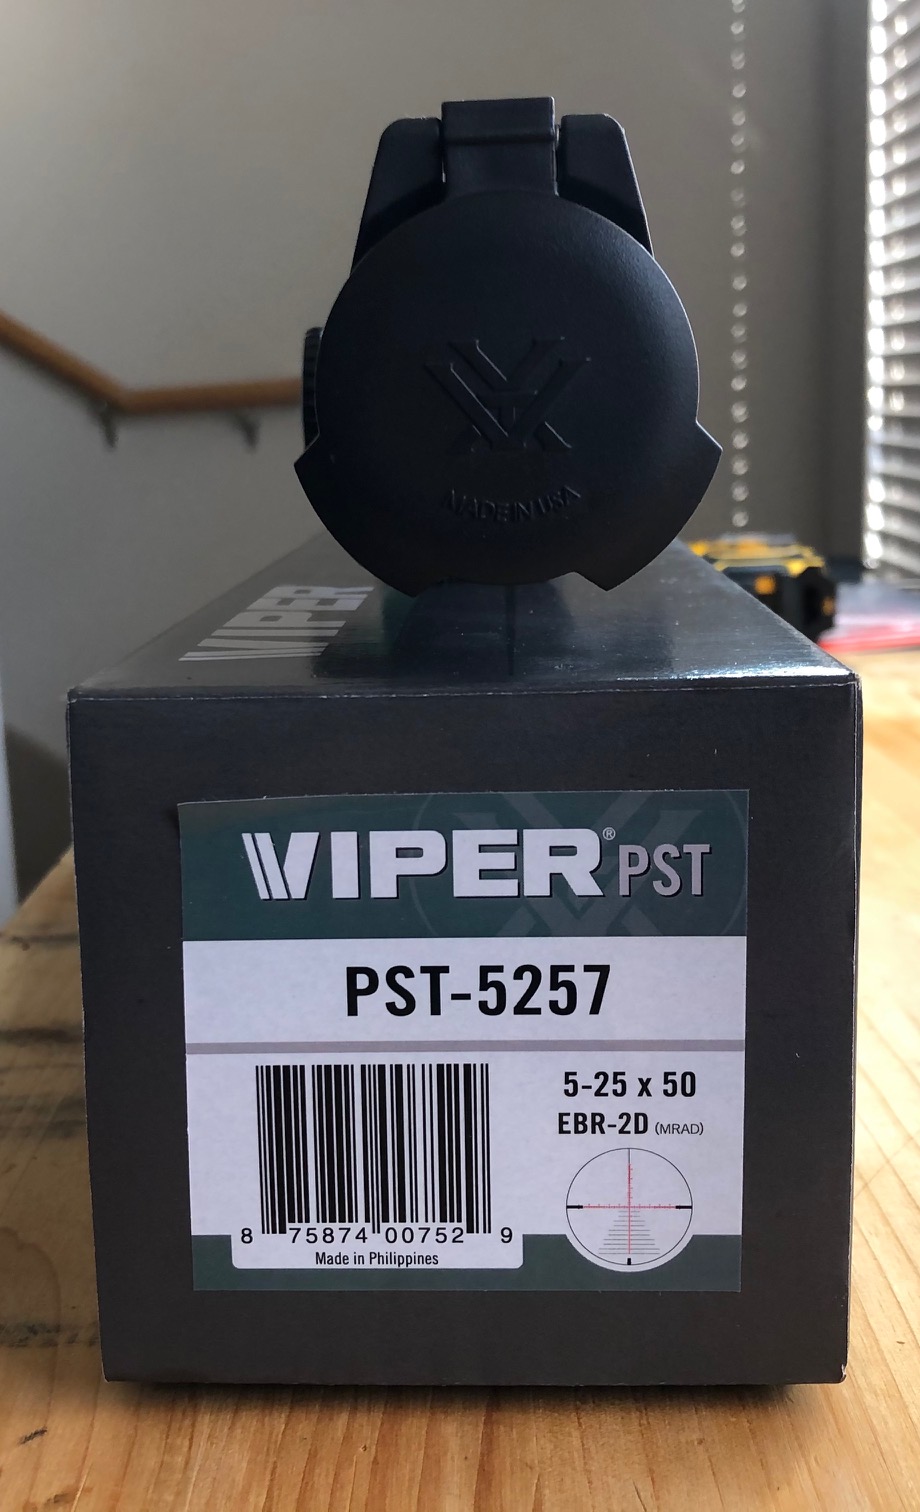 MADE IN USA
VIPER
VIPER® PST
PST-5257
5-25 x 50
EBR-2D (MRAD)
8 75874 00752 9
Made in Philippines